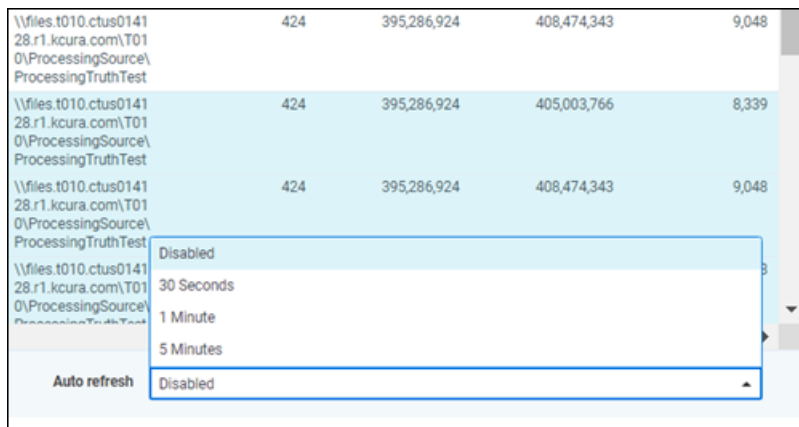 \\files.t010.ctus0141 424 395,286,924 408,474,343 9,048
28.r1.kcura.com\T01
0\ProcessingSource\
ProcessingTruthTest
\\files.t010.ctus0141 424 395,286,924 405,003,766 8,339
28.r1.kcura.com\T01
0\ProcessingSource\
ProcessingTruthTest
\\files.t010.ctus0141 424 395,286,924 408,474,343 9,048
28.r1.kcura.com\T01
0\ProcessingSource\
ProcessingTruthTest
\\files.t010.ctus0141
28.r1.kcura.com\T01
0\ProcessingSource\
ProcessingTruthTest
Disabled
30 Seconds
1 Minute
5 Minutes
Auto refresh Disabled